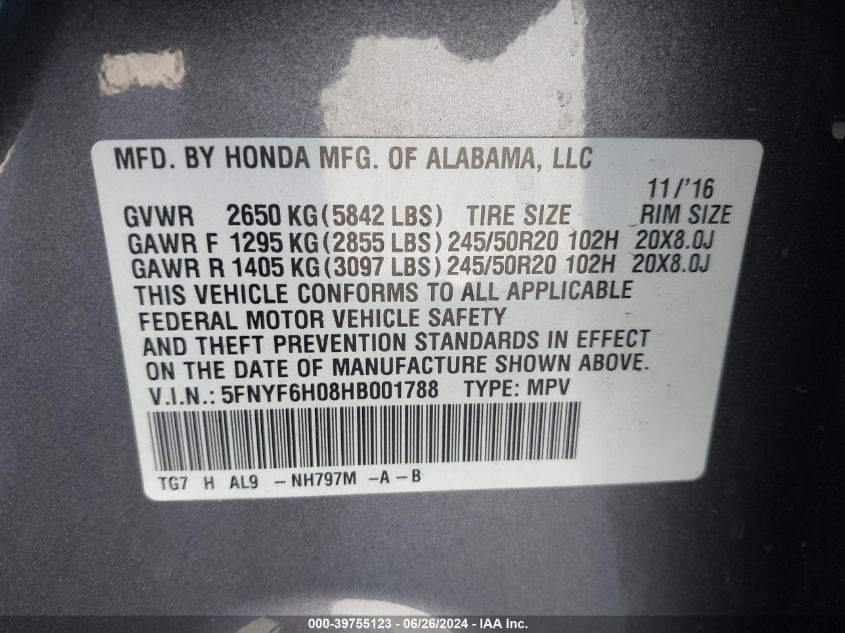 MFD. BY HONDA MFG. OF ALABAMA, LLC
11/'16
GVWR 2650 KG(5842 LBS) TIRE SIZE RIM SIZE
GAWR F 1295 KG(2855 LBS) 245/50R20 102H 20X8.0J
GAWR R 1405 KG(3097 LBS) 245/50R20 102H 20X8.0J
THIS VEHICLE CONFORMS TO ALL APPLICABLE
FEDERAL MOTOR VEHICLE SAFETY
AND THEFT PREVENTION STANDARDS IN EFFECT
ON THE DATE OF MANUFACTURE SHOWN ABOVE.
V.I.N.: 5FNYF6H08HB001788 TYPE: MPV
TG7 H AL9 -NH797M -A-B
000-39755123 - 06/26/2024 - IAA Inc.